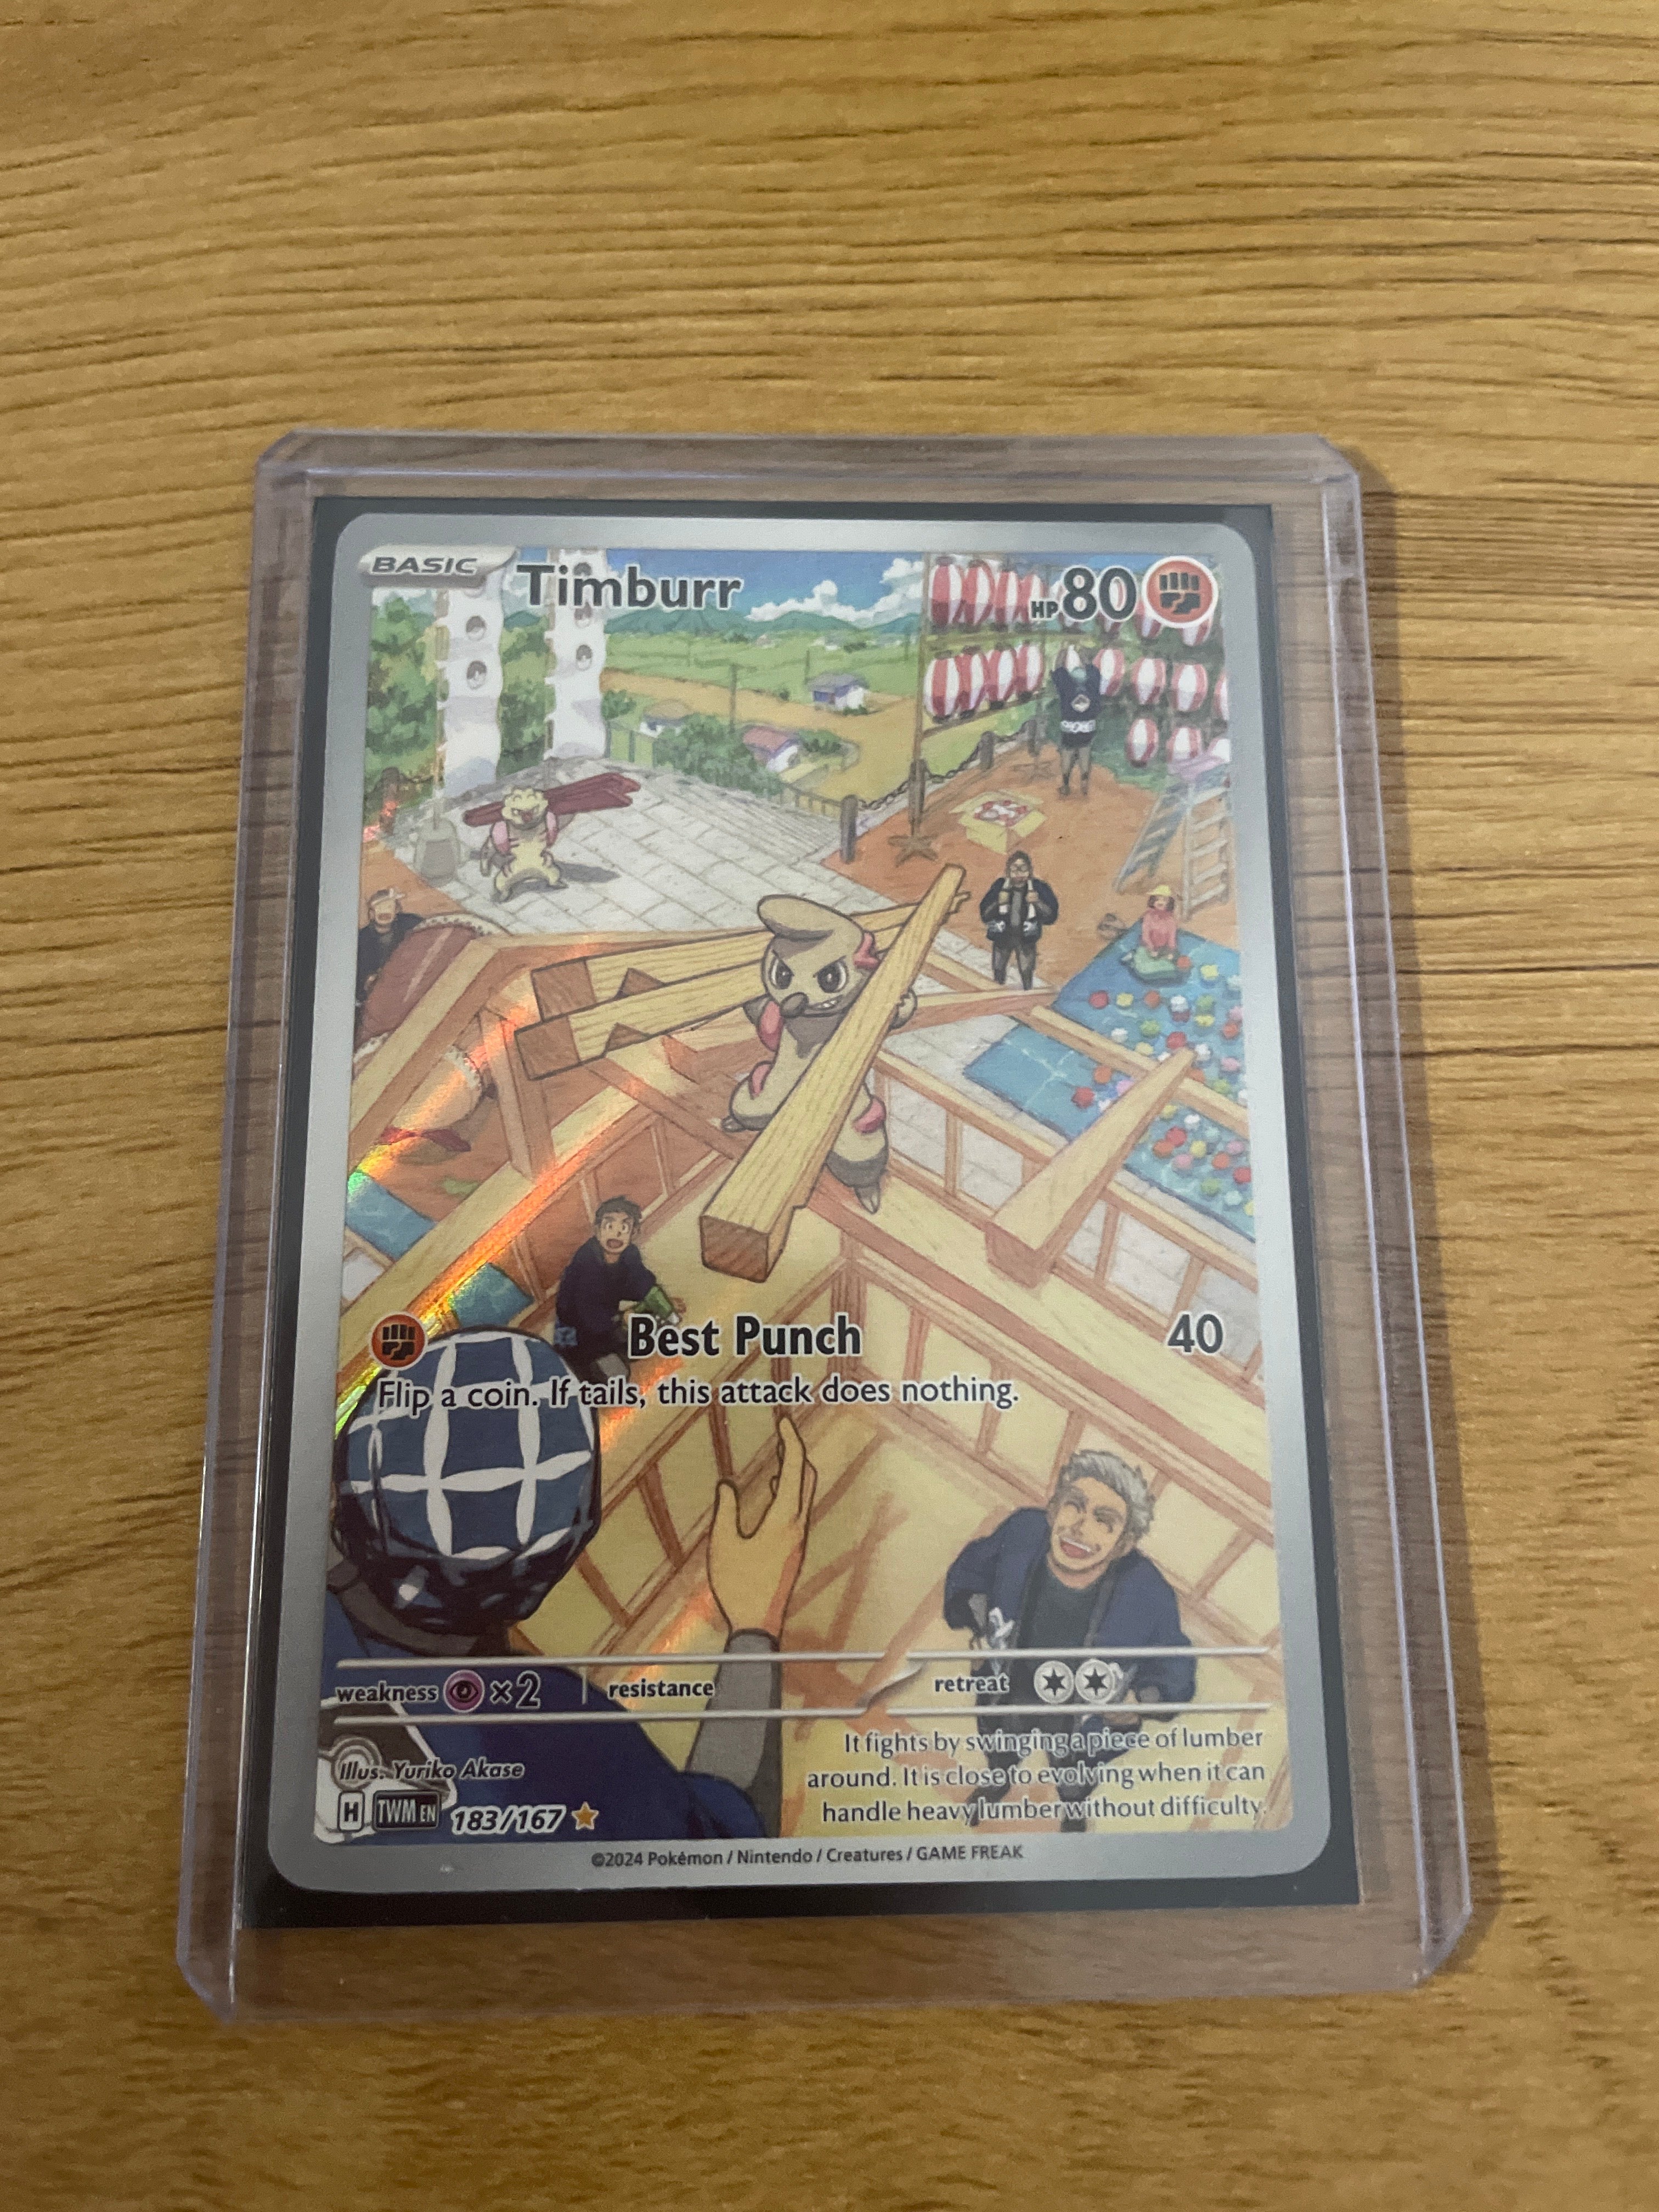 BASIC Timburr HP 80
Best Punch 40
Flip a coin. If tails, this attack does nothing.
weakness ×2 resistance retreat
It fights by swinging a piece of lumber
around. It is close to evolving when it can
handle heavy lumber without difficulty.
Illus. Yuriko Akase
H TWM EN 183/167
©2024 Pokémon / Nintendo / Creatures / GAME FREAK